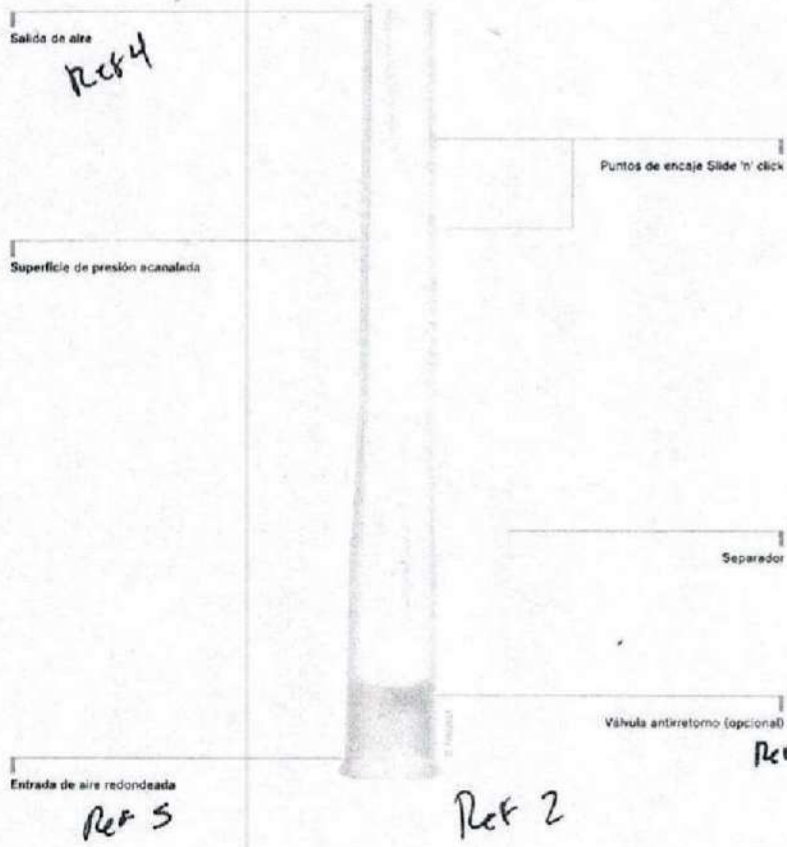 Salida de aire
Ref 4
Puntos de encaje Slide 'n' click
Superficie de presión acanalada
Separador
Válvula antirretorno (opcional)
Entrada de aire redondeada
Ref 5
Ref 2